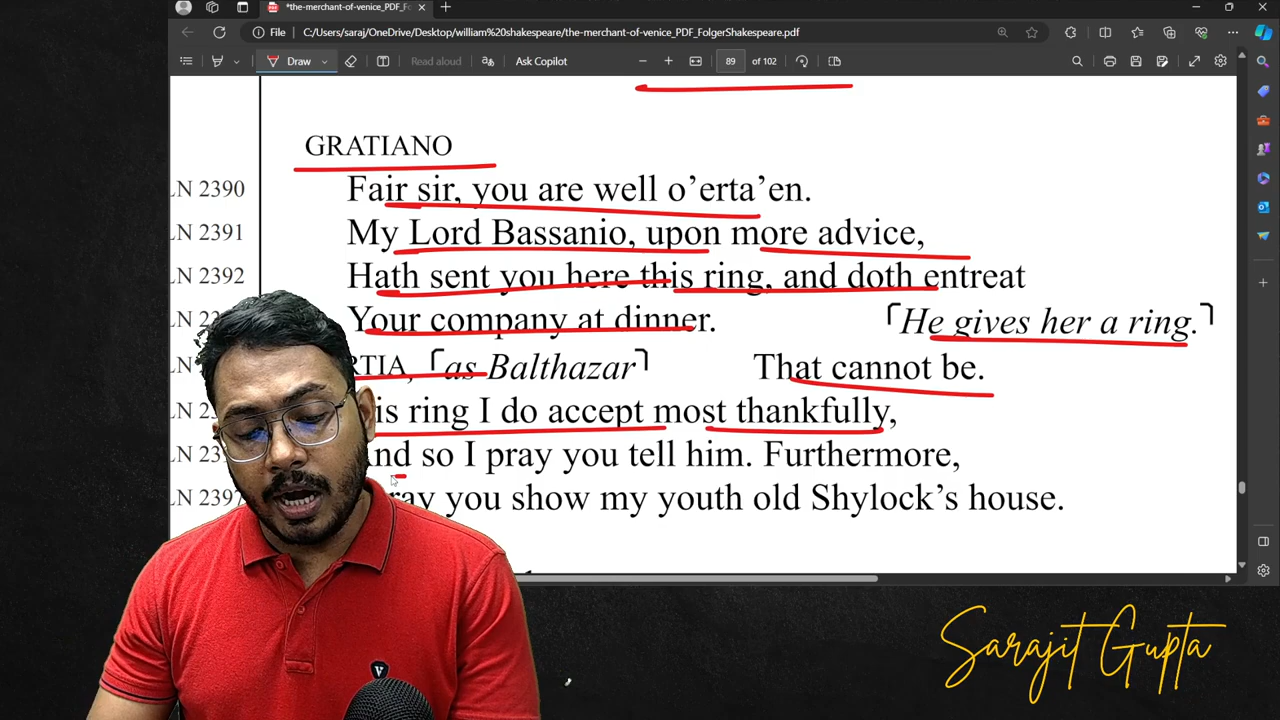 *the-merchant-of-venice_PDF_Folge
File C:/Users/saraj/OneDrive/Desktop/william%20shakespeare/the-merchant-of-venice_PDF_FolgerShakespeare.pdf
Draw Read aloud Ask Copilot 89 of 102
GRATIANO
LN 2390 Fair sir, you are well o’erta’en.
LN 2391 My Lord Bassanio, upon more advice,
LN 2392 Hath sent you here this ring, and doth entreat
Your company at dinner. ⌜He gives her a ring.⌝
RTIA, ⌜as Balthazar⌝ That cannot be.
is ring I do accept most thankfully,
nd so I pray you tell him. Furthermore,
LN 2397 ray you show my youth old Shylock’s house.
Sarajit Gupta